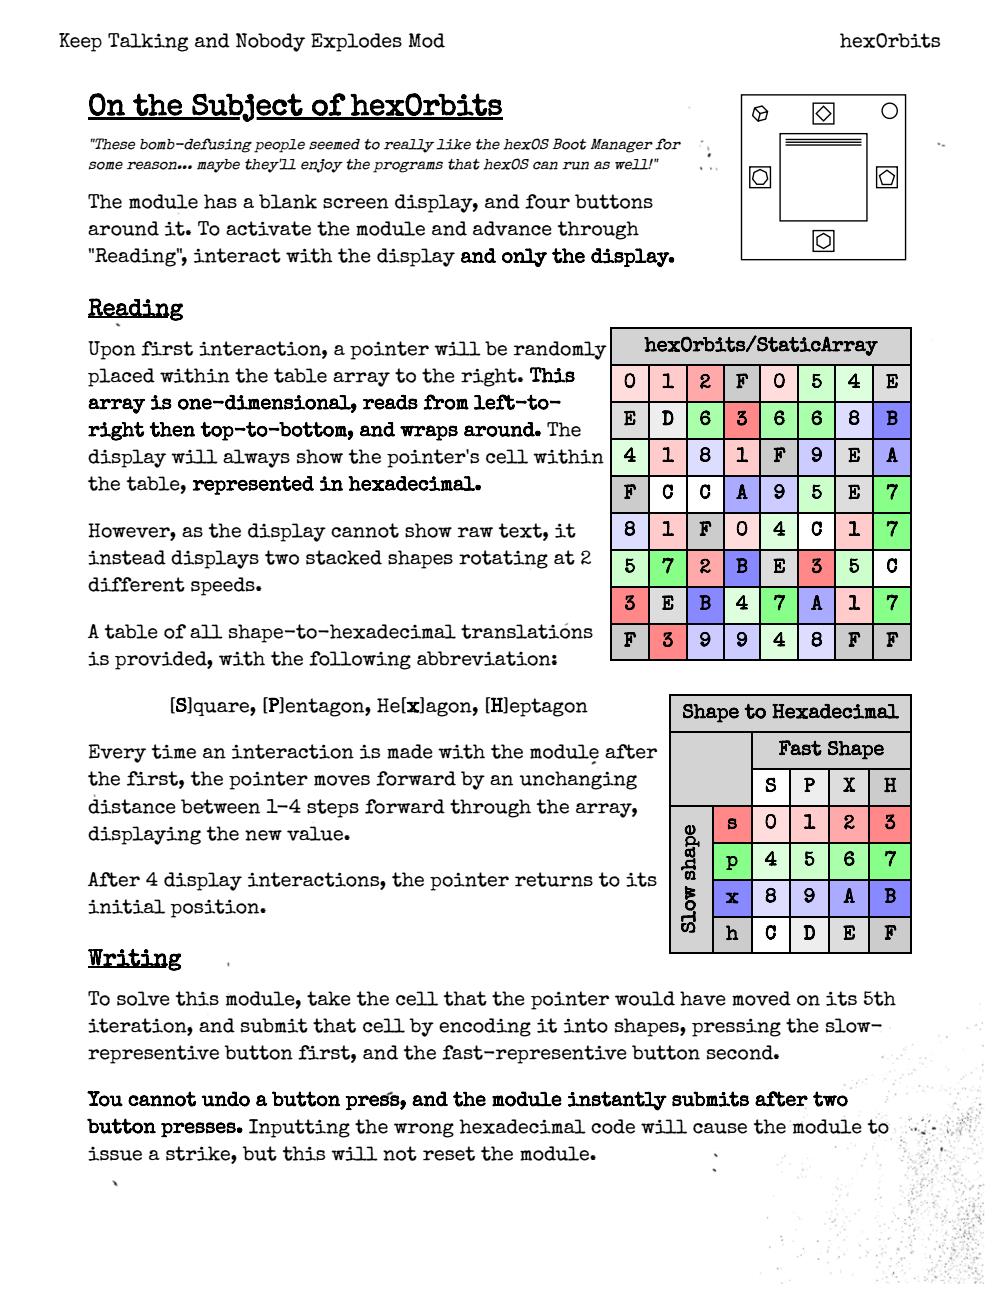 Keep Talking and Nobody Explodes Mod
hexOrbits
On the Subject of hexOrbits
"These bomb-defusing people seemed to really like the hexOS Boot Manager for
some reason... maybe they'll enjoy the programs that hexOS can run as well!"
The module has a blank screen display, and four buttons
around it. To activate the module and advance through
"Reading", interact with the display and only the display.
Reading
Upon first interaction, a pointer will be randomly
placed within the table array to the right. This
array is one-dimensional, reads from left-to-
right then top-to-bottom, and wraps around. The
display will always show the pointer's cell within
the table, represented in hexadecimal.
However, as the display cannot show raw text, it
instead displays two stacked shapes rotating at 2
different speeds.
A table of all shape-to-hexadecimal translations
is provided, with the following abbreviation:
[S]quare, [P]entagon, He[x]agon, [H]eptagon
hexOrbits/StaticArray
0 1 2 F 0 5 4 E
E D 6 3 6 6 8 B
4 1 8 1 F 9 E A
F C C A 9 5 E 7
8 1 F 0 4 C 1 7
5 7 2 B E 3 5 C
3 E B 4 7 A 1 7
F 3 9 9 4 8 F F
Every time an interaction is made with the module after
the first, the pointer moves forward by an unchanging
distance between 1-4 steps forward through the array,
displaying the new value.
After 4 display interactions, the pointer returns to its
initial position.
Shape to Hexadecimal
Fast Shape
S P X H
Slow shape
s 0 1 2 3
p 4 5 6 7
x 8 9 A B
h C D E F
Writing
To solve this module, take the cell that the pointer would have moved on its 5th
iteration, and submit that cell by encoding it into shapes, pressing the slow-
representive button first, and the fast-representive button second.
You cannot undo a button press, and the module instantly submits after two
button presses. Inputting the wrong hexadecimal code will cause the module to
issue a strike, but this will not reset the module.